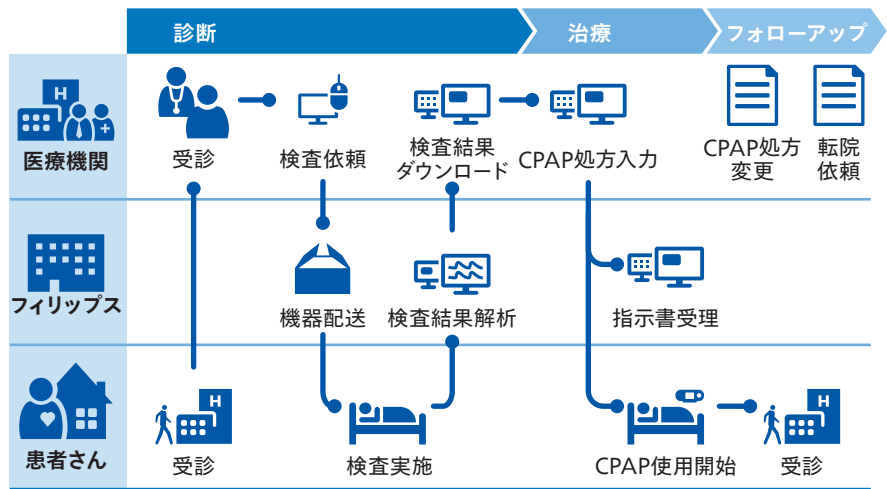 診断
治療
フォローアップ
H
医療機関
受診
検査依頼
検査結果
ダウンロード
CPAP処方入力
CPAP処方
変更
転院
依頼
フィリップス
機器配送
検査結果解析
指示書受理
患者さん
H
受診
検査実施
CPAP使用開始
H
受診